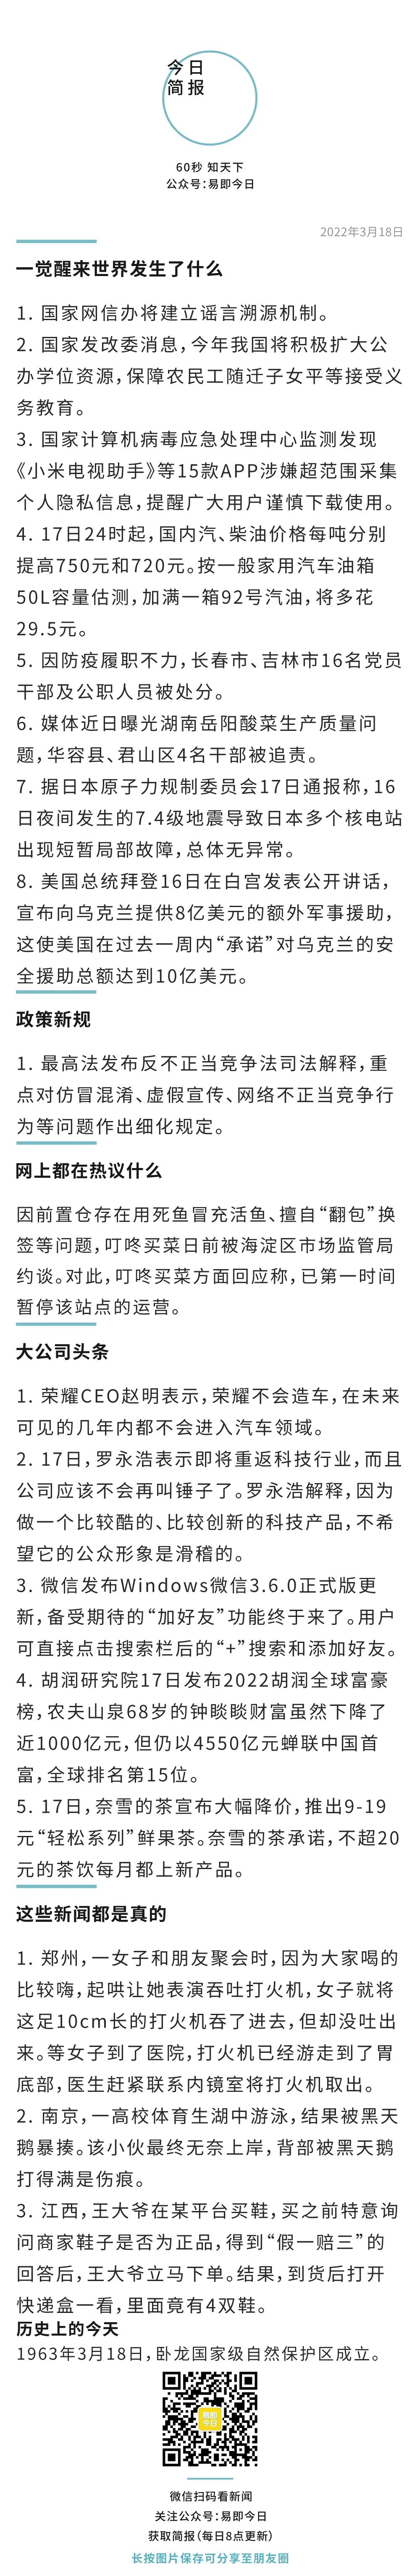 今日
简报
60秒 知天下
公众号：易即今日
2022年3月18日
一觉醒来世界发生了什么
1. 国家网信办将建立谣言溯源机制。
2. 国家发改委消息，今年我国将积极扩大公
办学位资源，保障农民工随迁子女平等接受义
务教育。
3. 国家计算机病毒应急处理中心监测发现
《小米电视助手》等15款APP涉嫌超范围采集
个人隐私信息，提醒广大用户谨慎下载使用。
4. 17日24时起，国内汽、柴油价格每吨分别
提高750元和720元。按一般家用汽车油箱
50L容量估测，加满一箱92号汽油，将多花
29.5元。
5. 因防疫履职不力，长春市、吉林市16名党员
干部及公职人员被处分。
6. 媒体近日曝光湖南岳阳酸菜生产质量问
题，华容县、君山区4名干部被追责。
7. 据日本原子力规制委员会17日通报称，16
日夜间发生的7.4级地震导致日本多个核电站
出现短暂局部故障，总体无异常。
8. 美国总统拜登16日在白宫发表公开讲话，
宣布向乌克兰提供8亿美元的额外军事援助，
这使美国在过去一周内“承诺”对乌克兰的安
全援助总额达到10亿美元。
政策新规
1. 最高法发布反不正当竞争法司法解释，重
点对仿冒混淆、虚假宣传、网络不正当竞争行
为等问题作出细化规定。
网上都在热议什么
因前置仓存在用死鱼冒充活鱼、擅自“翻包”换
签等问题，叮咚买菜日前被海淀区市场监管局
约谈。对此，叮咚买菜方面回应称，已第一时间
暂停该站点的运营。
大公司头条
1. 荣耀CEO赵明表示，荣耀不会造车，在未来
可见的几年内都不会进入汽车领域。
2. 17日，罗永浩表示即将重返科技行业，而且
公司应该不会再叫锤子了。罗永浩解释，因为
做一个比较酷的、比较创新的科技产品，不希
望它的公众形象是滑稽的。
3. 微信发布Windows微信3.6.0正式版更
新，备受期待的“加好友”功能终于来了。用户
可直接点击搜索栏后的“+”搜索和添加好友。
4. 胡润研究院17日发布2022胡润全球富豪
榜，农夫山泉68岁的钟睒睒财富虽然下降了
近1000亿元，但仍以4550亿元蝉联中国首
富，全球排名第15位。
5. 17日，奈雪的茶宣布大幅降价，推出9-19
元“轻松系列”鲜果茶。奈雪的茶承诺，不超20
元的茶饮每月都上新产品。
这些新闻都是真的
1. 郑州，一女子和朋友聚会时，因为大家喝的
比较嗨，起哄让她表演吞吐打火机，女子就将
这足10cm长的打火机吞了进去，但却没吐出
来。等女子到了医院，打火机已经游走到了胃
底部，医生赶紧联系内镜室将打火机取出。
2. 南京，一高校体育生湖中游泳，结果被黑天
鹅暴揍。该小伙最终无奈上岸，背部被黑天鹅
打得满是伤痕。
3. 江西，王大爷在某平台买鞋，买之前特意询
问商家鞋子是否为正品，得到“假一赔三”的
回答后，王大爷立马下单。结果，到货后打开
快递盒一看，里面竟有4双鞋。
历史上的今天
1963年3月18日，卧龙国家级自然保护区成立。
易即
今日
微信扫码看新闻
关注公众号：易即今日
获取简报（每日8点更新）
长按图片保存可分享至朋友圈